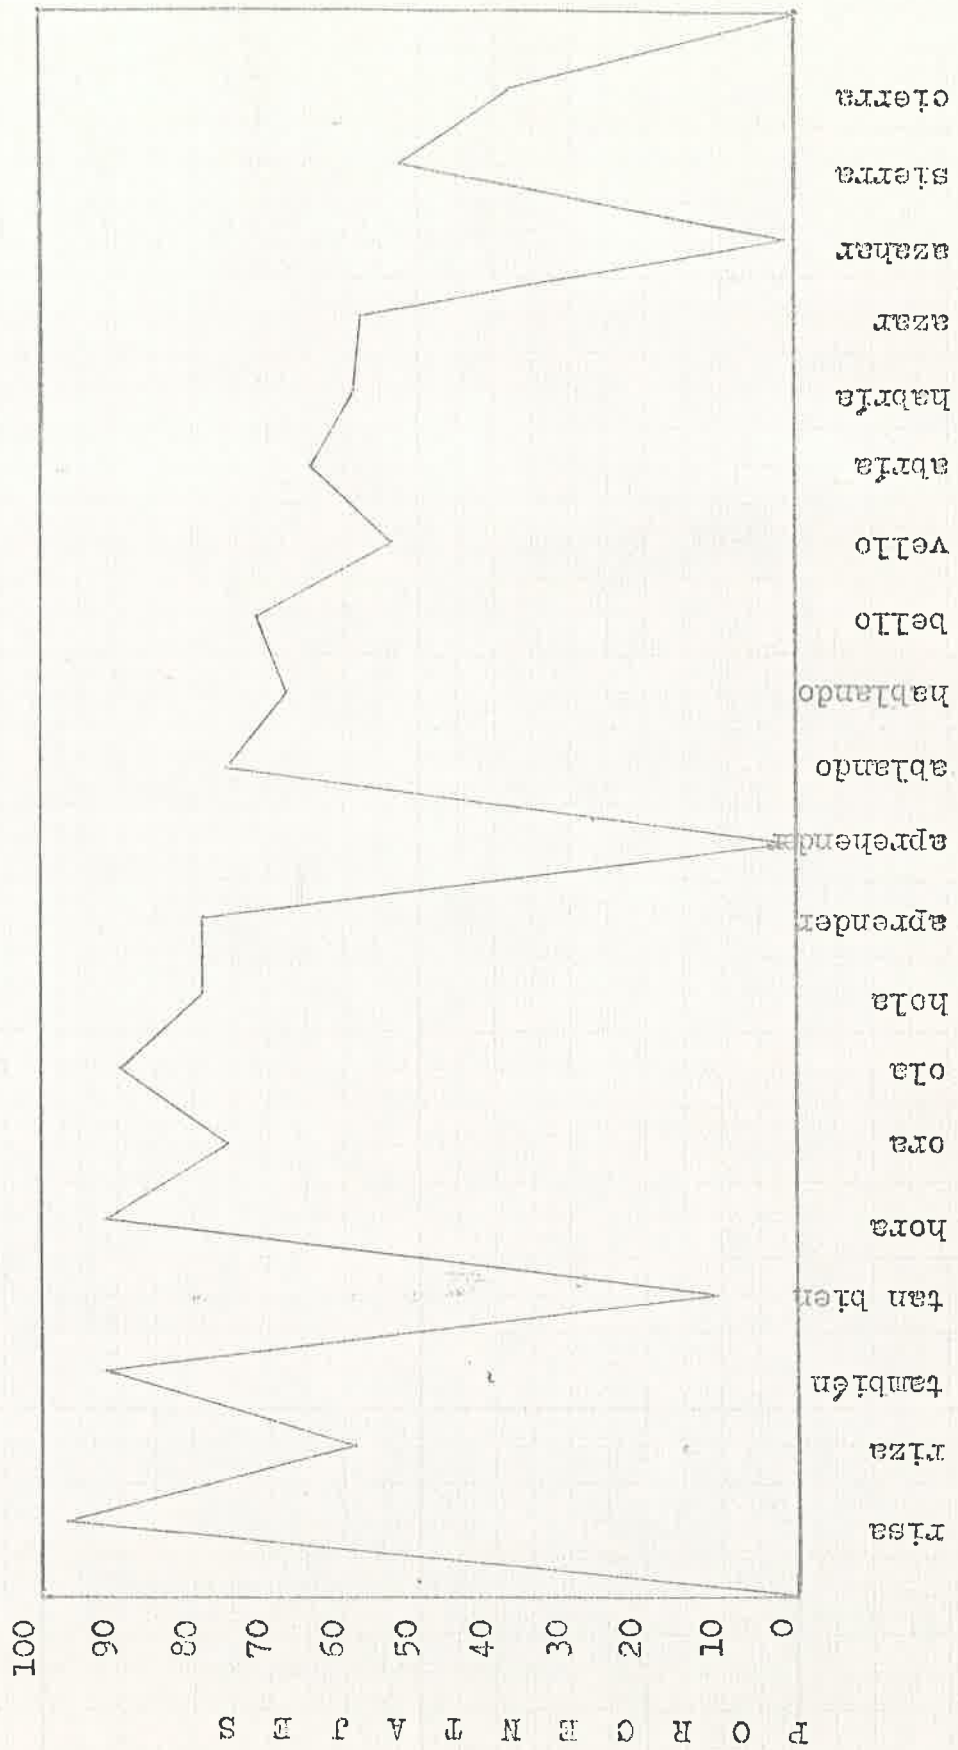 100
90
80
70
60
50
40
30
20
10
0
PORCENTAJES
risa
riza
también
tan bien
hora
ora
ola
hola
aprender
aprehender
ablando
hablando
bello
vello
abría
habría
azar
azahar
sierra
cierra